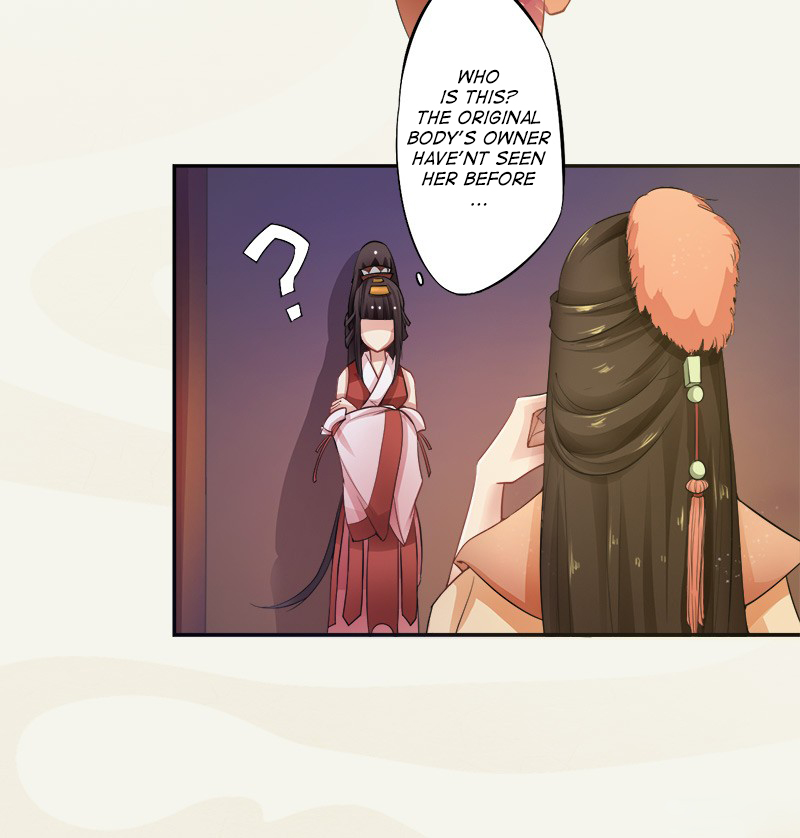 WHO
IS THIS?
THE ORIGINAL
BODY'S OWNER
HAVE'NT SEEN
HER BEFORE
...
?